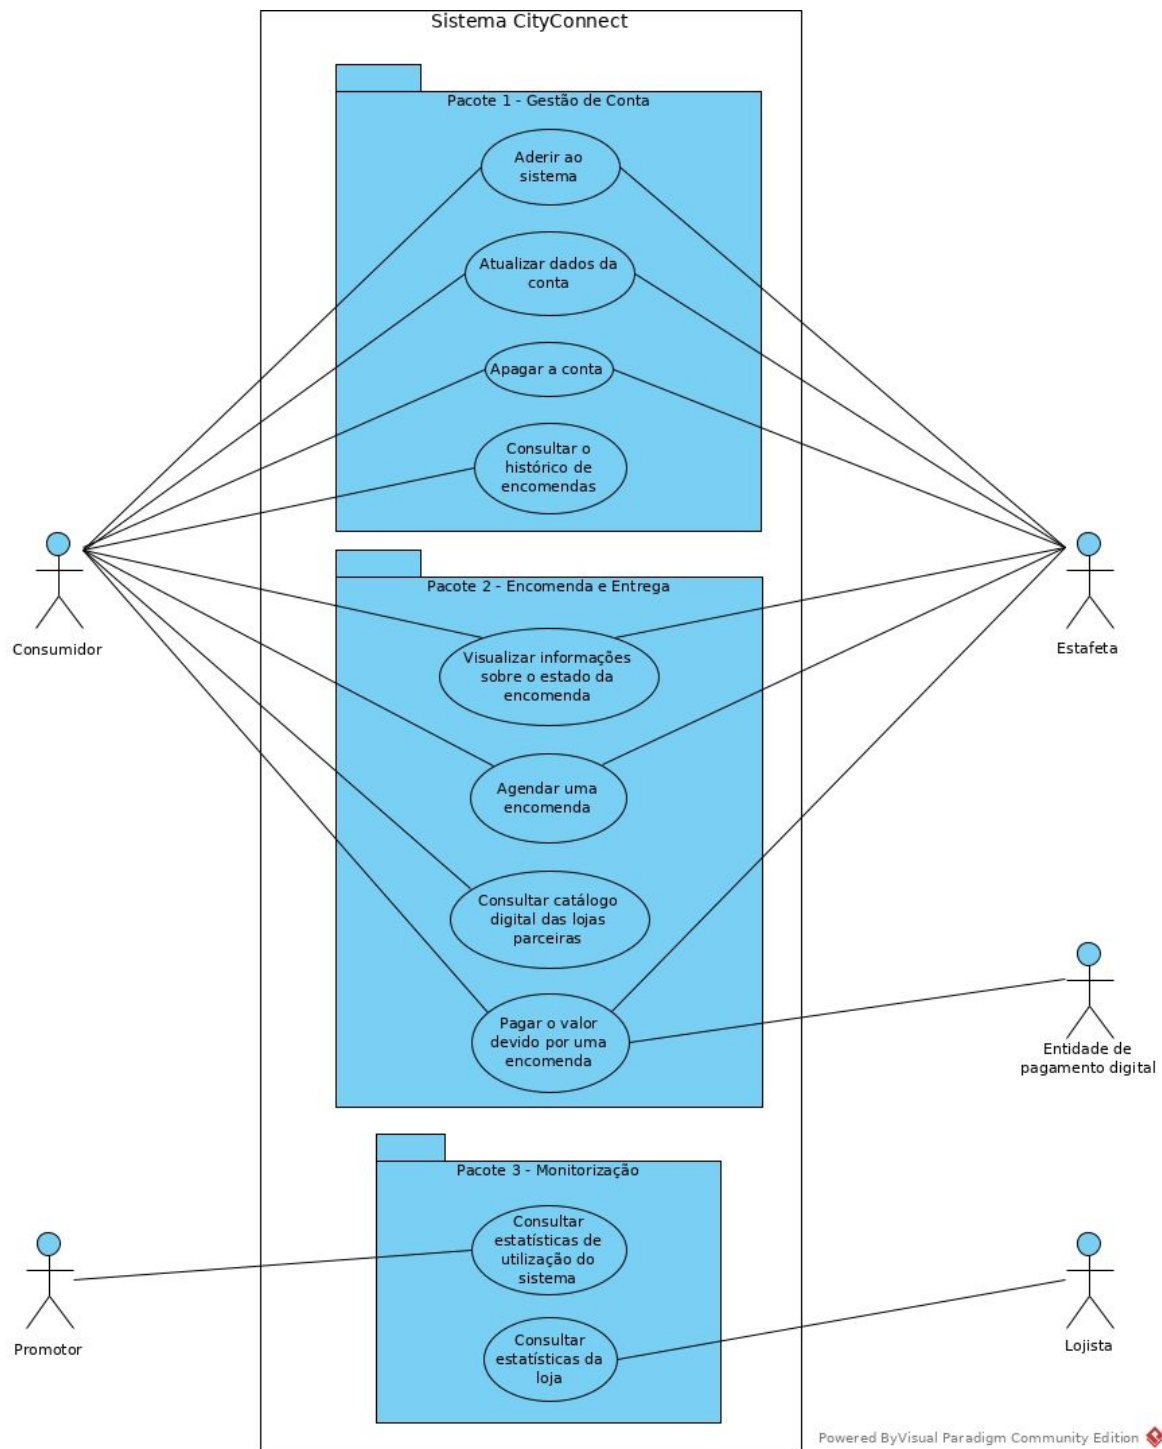 Sistema CityConnect
Pacote 1 - Gestão de Conta
Aderir ao
sistema
Atualizar dados da
conta
Apagar a conta
Consultar o
histórico de
encomendas
Consumidor
Estafeta
Pacote 2 - Encomenda e Entrega
Visualizar informações
sobre o estado da
encomenda
Agendar uma
encomenda
Consultar catálogo
digital das lojas
parceiras
Pagar o valor
devido por uma
encomenda
Entidade de
pagamento digital
Pacote 3 - Monitorização
Consultar
estatísticas de
utilização do
sistema
Consultar
estatísticas da
loja
Promotor
Lojista
Powered ByVisual Paradigm Community Edition